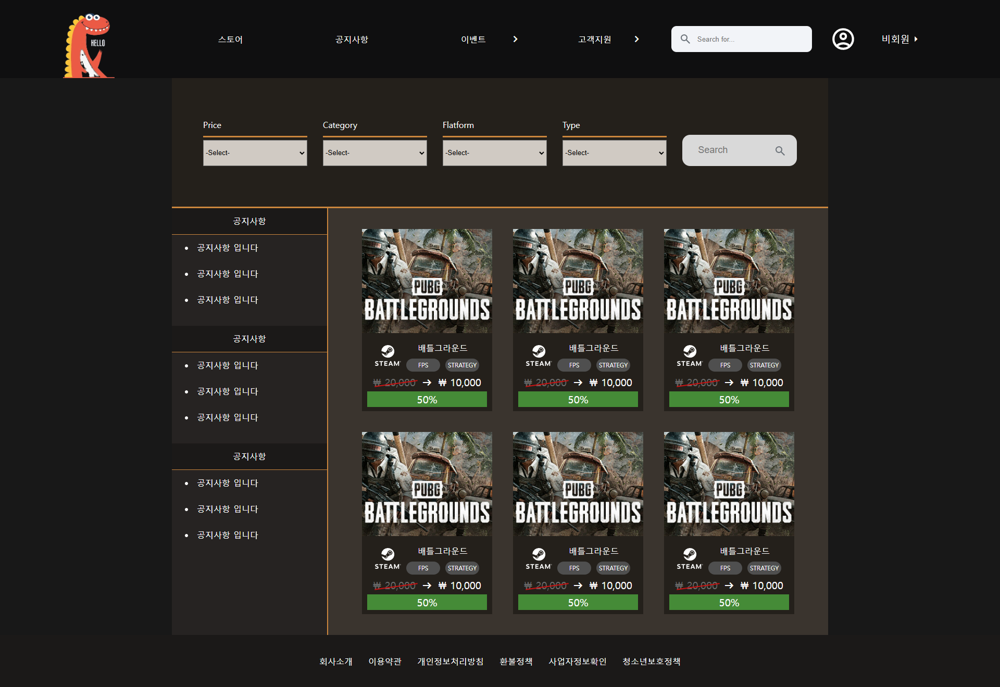 HELLO
스토어 공지사항 이벤트 고객지원 Search for... 비회원
Price Category Flatform Type
-Select- -Select- -Select- -Select- Search
공지사항
공지사항 입니다
공지사항 입니다
공지사항 입니다
공지사항
공지사항 입니다
공지사항 입니다
공지사항 입니다
공지사항
공지사항 입니다
공지사항 입니다
공지사항 입니다
PUBG PUBG PUBG
BATTLEGROUNDS BATTLEGROUNDS BATTLEGROUNDS
배틀그라운드 배틀그라운드 배틀그라운드
STEAM FPS STRATEGY STEAM FPS STRATEGY STEAM FPS STRATEGY
₩ 20,000 → ₩ 10,000 ₩ 20,000 → ₩ 10,000 ₩ 20,000 → ₩ 10,000
50% 50% 50%
PUBG PUBG PUBG
BATTLEGROUNDS BATTLEGROUNDS BATTLEGROUNDS
배틀그라운드 배틀그라운드 배틀그라운드
STEAM FPS STRATEGY STEAM FPS STRATEGY STEAM FPS STRATEGY
₩ 20,000 → ₩ 10,000 ₩ 20,000 → ₩ 10,000 ₩ 20,000 → ₩ 10,000
50% 50% 50%
회사소개 이용약관 개인정보처리방침 환불정책 사업자정보확인 청소년보호정책